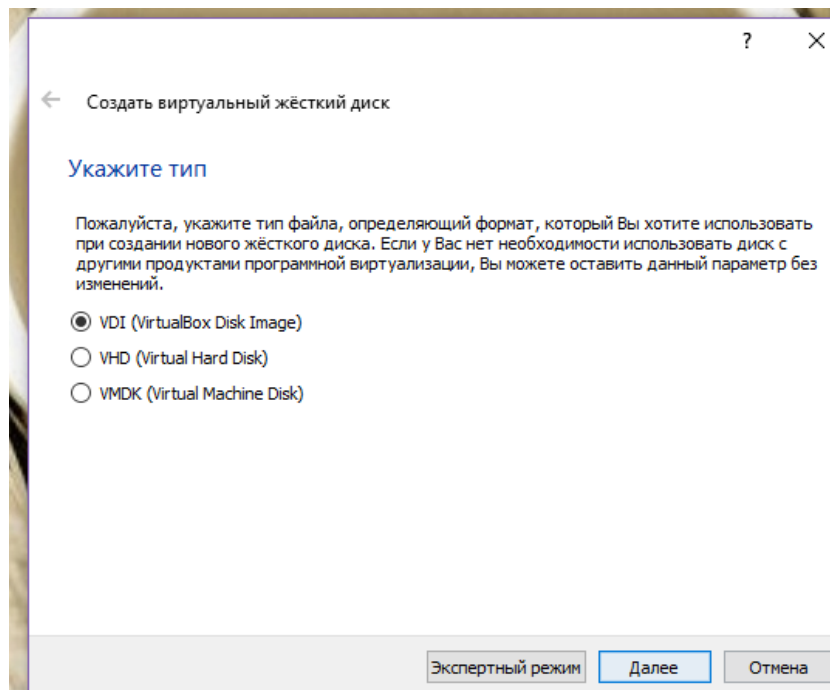 ?
Создать виртуальный жёсткий диск
Укажите тип
Пожалуйста, укажите тип файла, определяющий формат, который Вы хотите использовать
при создании нового жёсткого диска. Если у Вас нет необходимости использовать диск с
другими продуктами программной виртуализации, Вы можете оставить данный параметр без
изменений.
VDI (VirtualBox Disk Image)
VHD (Virtual Hard Disk)
VMDK (Virtual Machine Disk)
Экспертный режим Далее Отмена